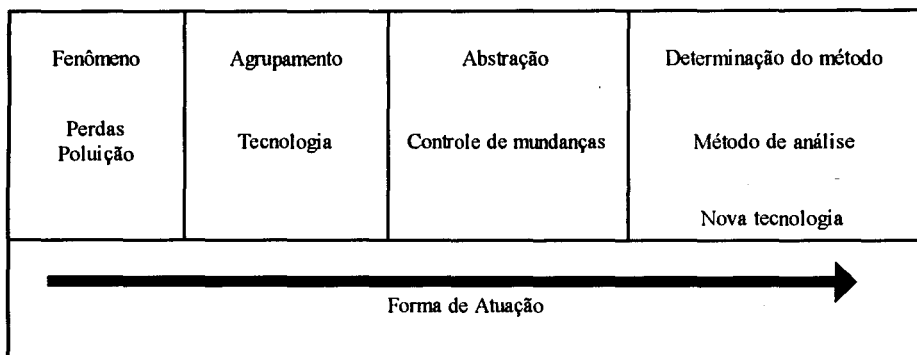 Fenômeno
Perdas
Poluição
Agrupamento
Tecnologia
Abstração
Controle de mundanças
Determinação do método
Método de análise
Nova tecnologia
Forma de Atuação